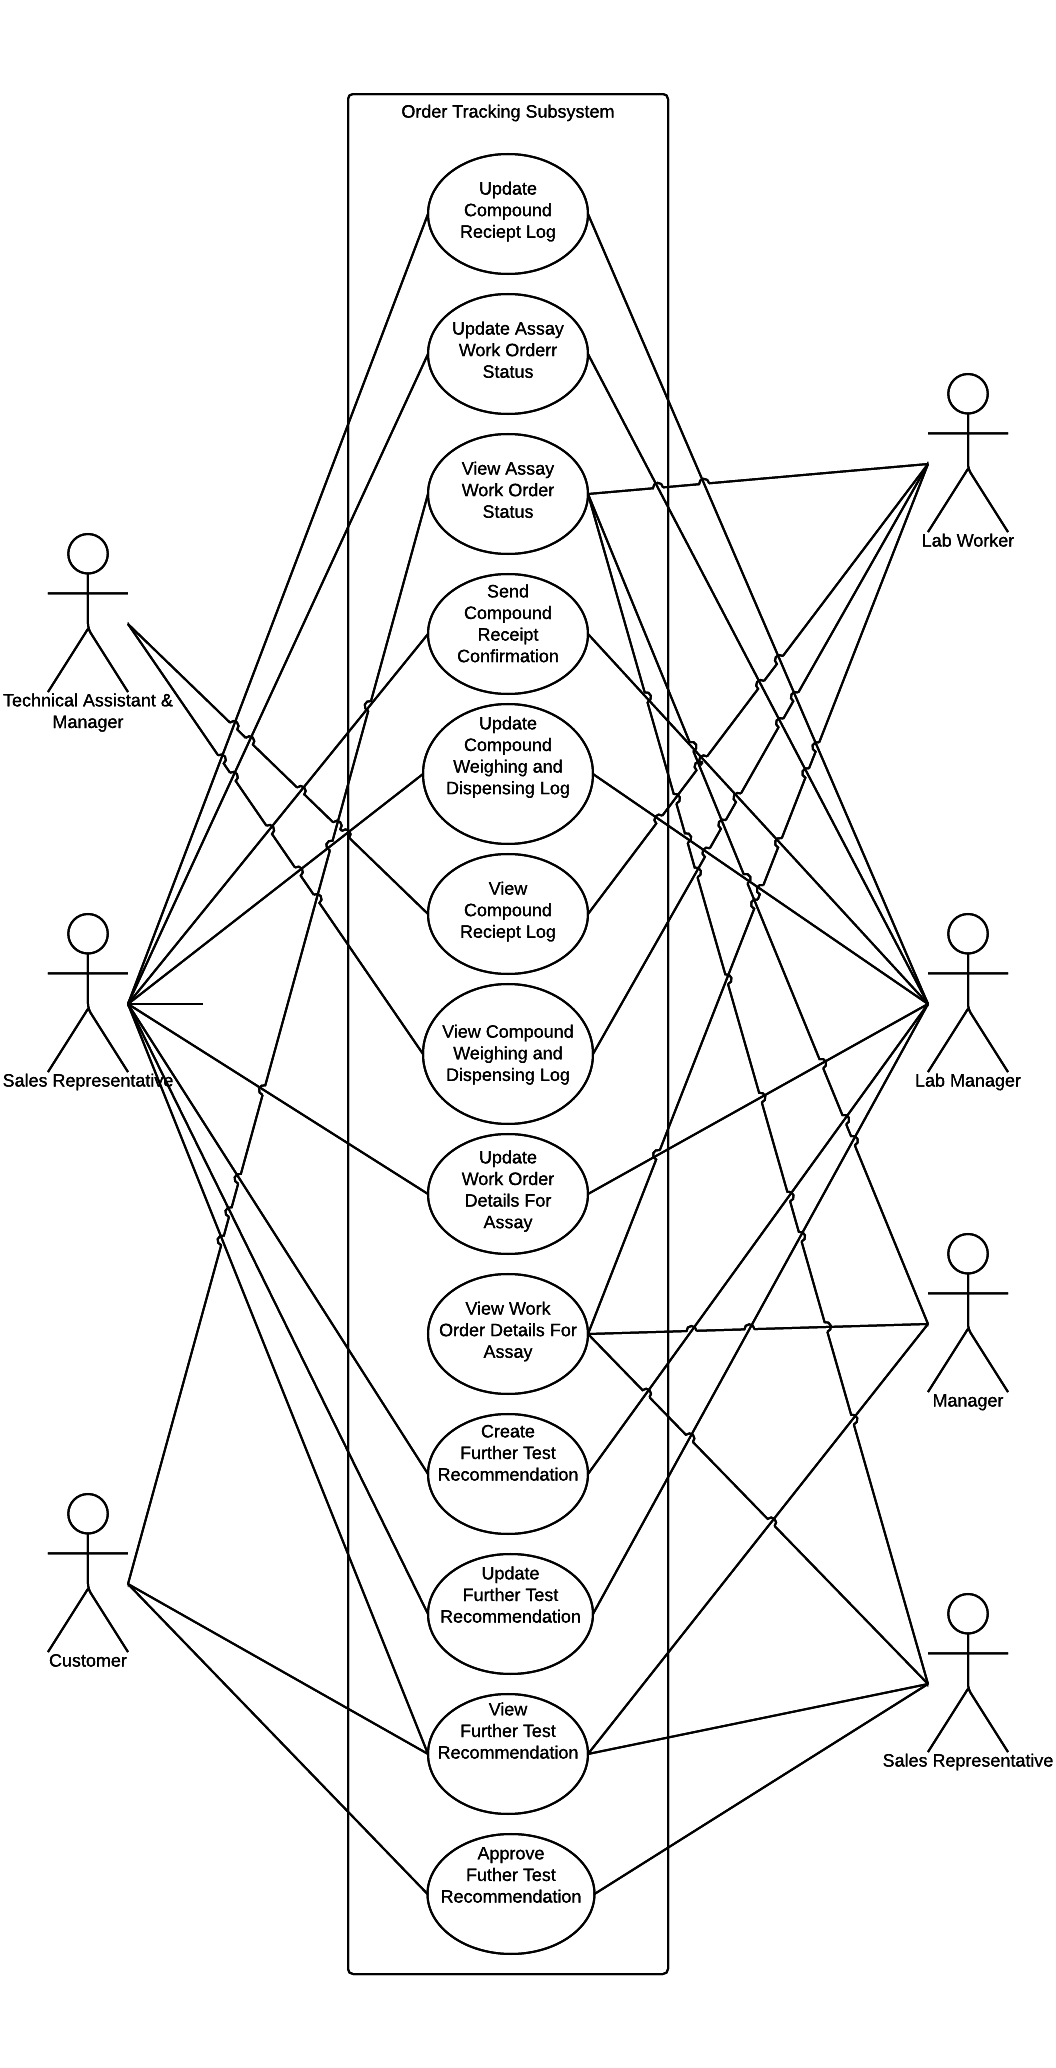 Order Tracking Subsystem
Update
Compound
Reciept Log
Update Assay
Work Orderr
Status
View Assay
Work Order
Status
Send
Compound
Receipt
Confirmation
Update
Compound
Weighing and
Dispensing Log
View
Compound
Reciept Log
View Compound
Weighing and
Dispensing Log
Update
Work Order
Details For
Assay
View Work
Order Details For
Assay
Create
Further Test
Recommendation
Update
Further Test
Recommendation
View
Further Test
Recommendation
Approve
Futher Test
Recommendation
Technical Assistant &
Manager
Sales Representative
Customer
Lab Worker
Lab Manager
Manager
Sales Representative